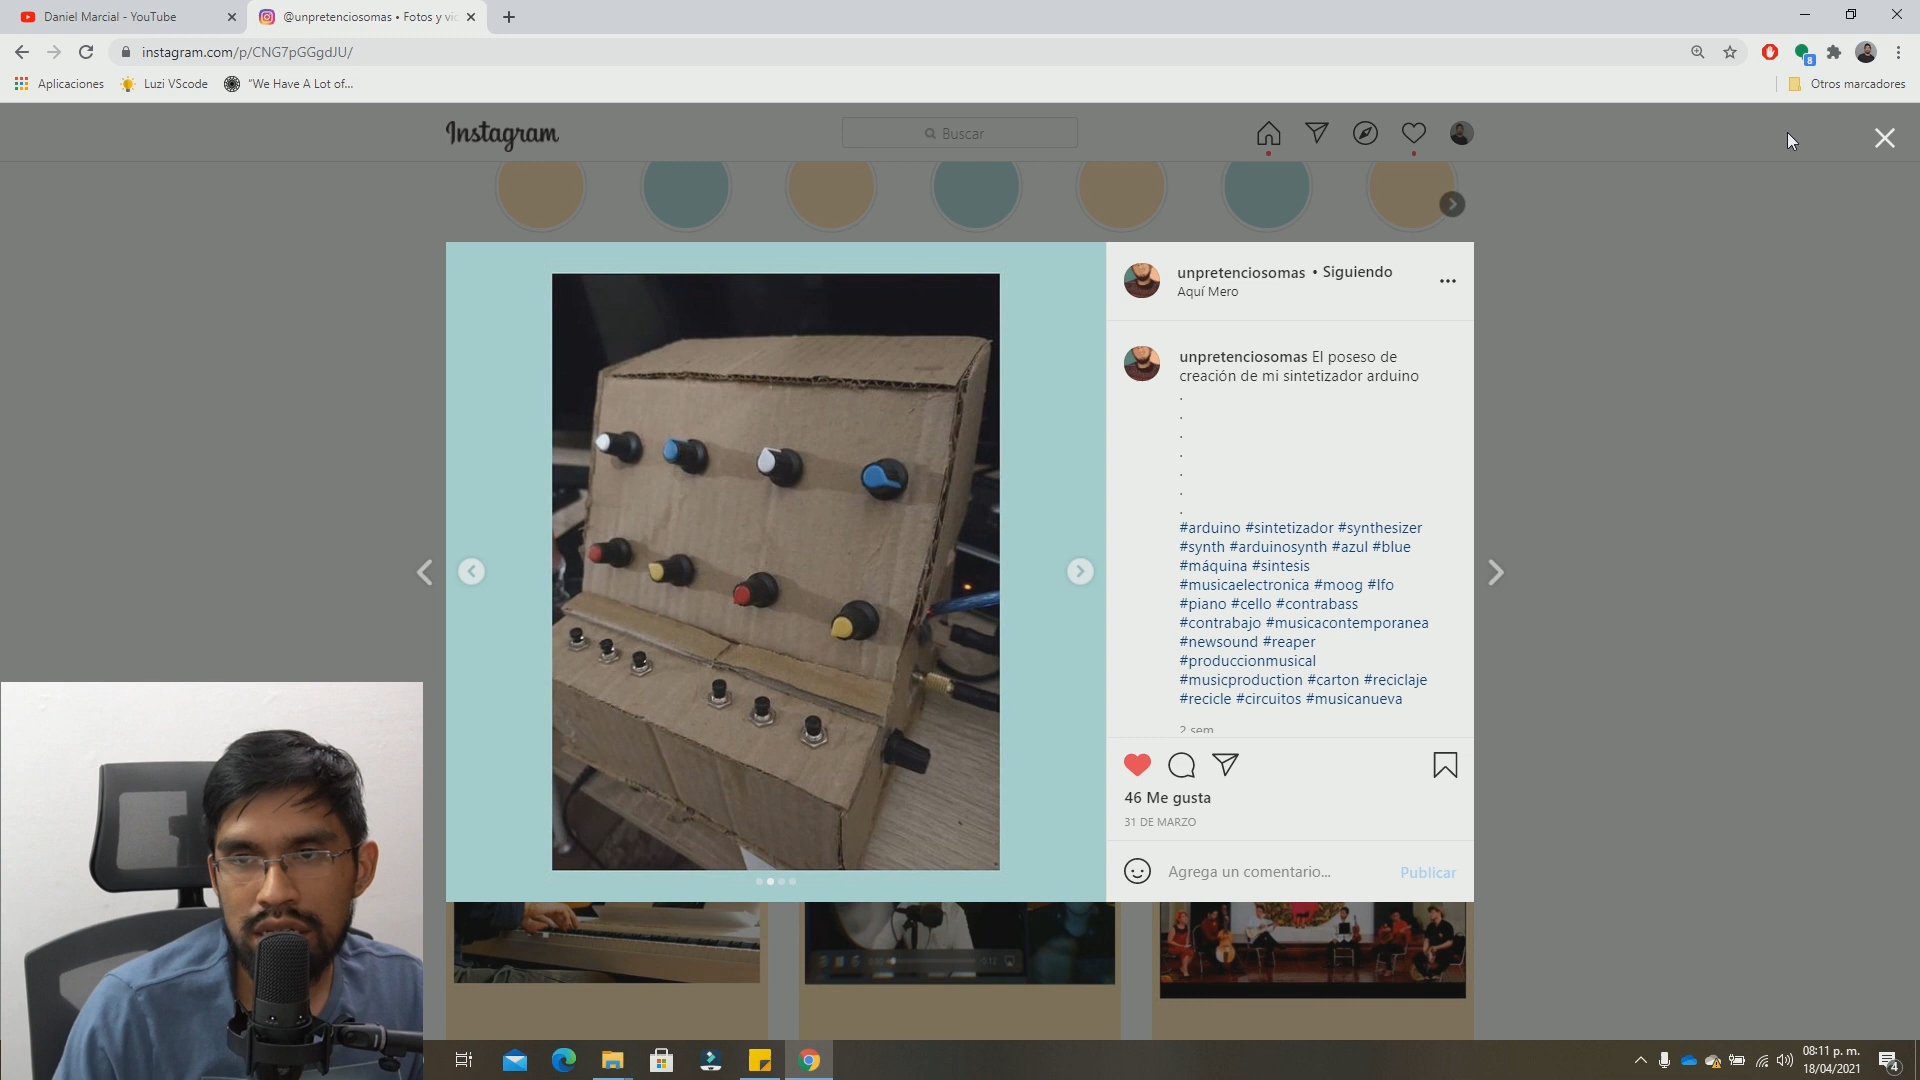 Daniel Marcial - YouTube
@unpretenciosomas • Fotos y vi
instagram.com/p/CNG7pGGgdJU/
8
Aplicaciones
Luzi VScode
"We Have A Lot of...
Otros marcadores
Instagram
Buscar
unpretenciosomas • Siguiendo
Aquí Mero
unpretenciosomas El poseso de
creación de mi sintetizador arduino
.
.
.
.
.
.
.
#arduino #sintetizador #synthesizer
#synth #arduinosynth #azul #blue
#máquina #sintesis
#musicaelectronica #moog #lfo
#piano #cello #contrabass
#contrabajo #musicacontemporanea
#newsound #reaper
#produccionmusical
#musicproduction #carton #reciclaje
#recicle #circuitos #musicanueva
2 sem
46 Me gusta
31 DE MARZO
Agrega un comentario...
Publicar
08:11 p. m.
18/04/2021
4